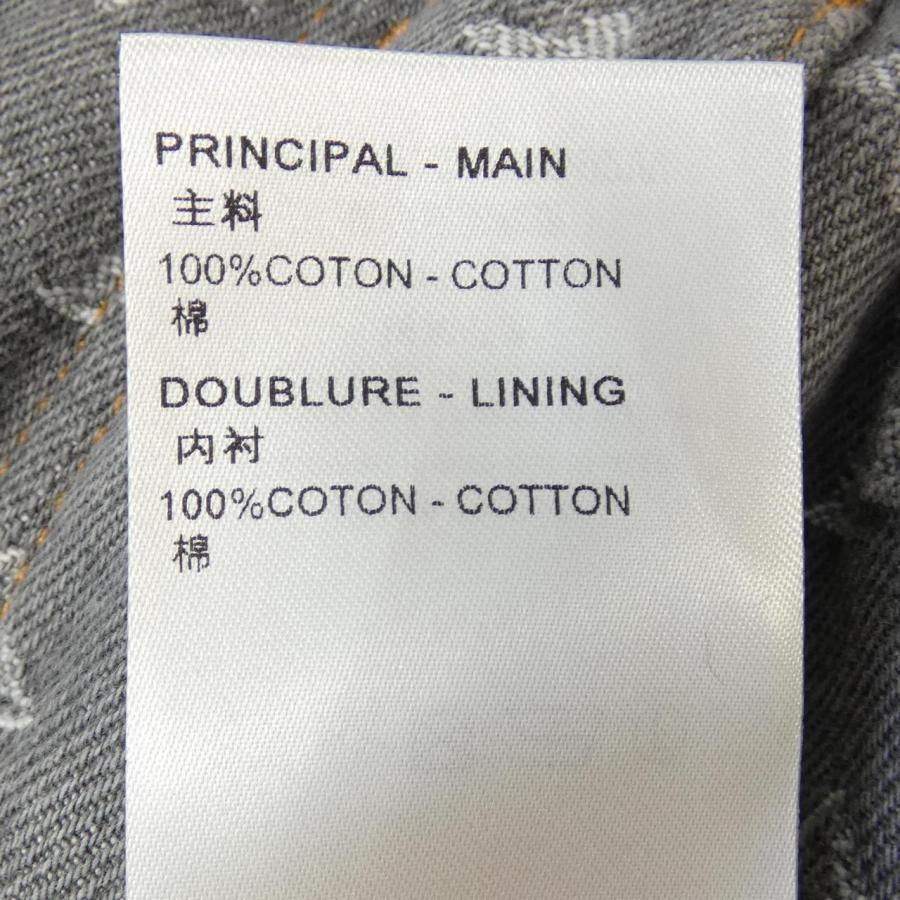 PRINCIPAL - MAIN
主料
100%COTON - COTTON
棉
DOUBLURE - LINING
内衬
100%COTON - COTTON
棉